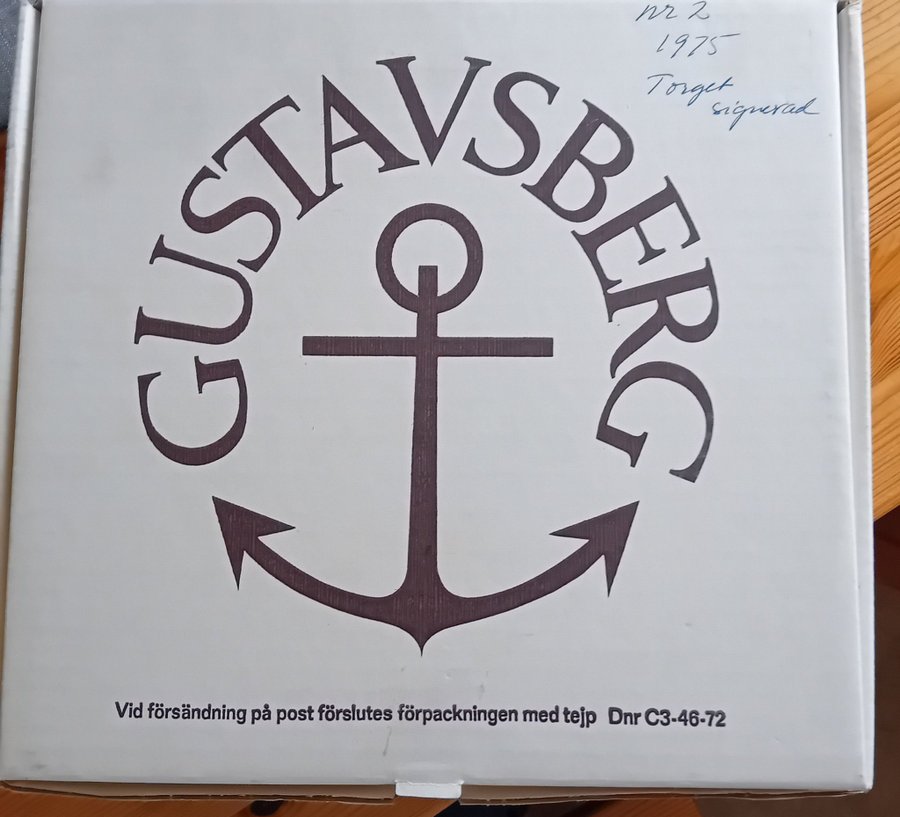 nr 2
1975
Torget
signerad
GUSTAVSBERG
Vid försändning på post förslutes förpackningen med tejp Dnr C3-46-72